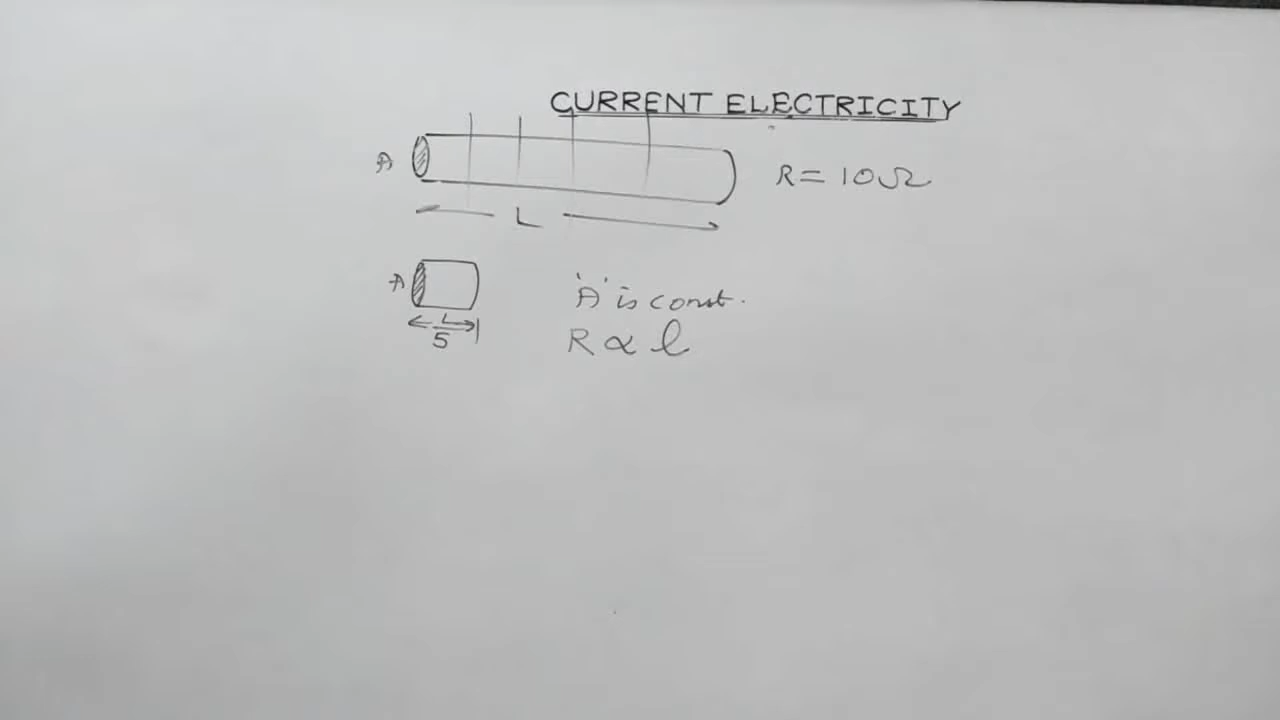 CURRENT ELECTRICITY
A
R = 10Ω
L
A
'A' is const.
L/5
R ∝ l